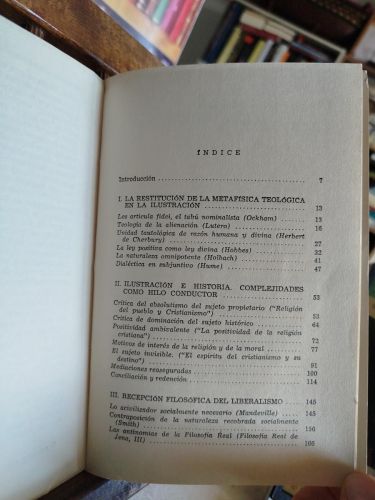 ÍNDICE
Introducción 7
I. LA RESTITUCIÓN DE LA METAFÍSICA TEOLÓGICA
EN LA ILUSTRACIÓN 13
Los articula fidei, el tabú nominalista (Ockham) 13
Teología de la alienación (Lutero) 16
Unidad tautológica de razón humana y divina (Herbert
de Cherbury) 27
La ley positiva como ley divina (Hobbes) 32
La naturaleza omnipotente (Holbach) 41
Dialéctica en subjuntivo (Hume) 47
II. ILUSTRACIÓN E HISTORIA. COMPLEJIDADES
COMO HILO CONDUCTOR 53
Crítica del absolutismo del sujeto propietario ("Religión
del pueblo y Cristianismo") 53
Crítica de dominación del sujeto histórico 64
Positividad ambivalente ("La positividad de la religión
cristiana") 72
Motivos de interés de la religión y de la moral 77
El sujeto invisible. ("El espíritu del cristianismo y su
destino") 91
Mediaciones reaseguradas 100
Conciliación y redención 114
III. RECEPCIÓN FILOSÓFICA DEL LIBERALISMO 145
Lo incivilizador socialmente necesario (Mandeville) 145
Contraposición de la naturaleza recobrada socialmente
(Smith) 150
Las antinomias de la Filosofía Real (Filosofía Real de
Jena, III) 166